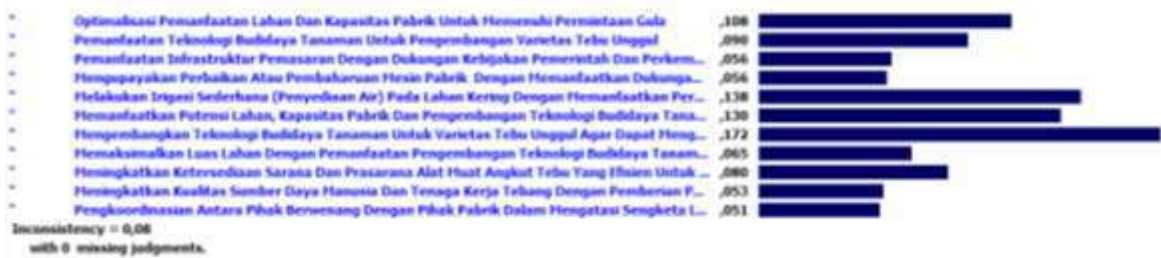 Optimalisasi Pemanfaatan Lahan Dan Kapasitas Pabrik Untuk Memenuhi Permintaan Gula ,108
Pemanfaatan Teknologi Budidaya Tanaman Untuk Pengembangan Varietas Tebu Unggul ,090
Pemanfaatan Infrastruktur Pemasaran Dengan Dukungan Kebijakan Pemerintah Dan Perkem... ,056
Mengupayakan Perbaikan Atau Pembaharuan Mesin Pabrik Dengan Memanfaatkan Dukunga... ,056
Melakukan Irigasi Sederhana (Penyediaan Air) Pada Lahan Kering Dengan Memanfaatkan Per... ,138
Memanfaatkan Potensi Lahan, Kapasitas Pabrik Dan Pengembangan Teknologi Budidaya Tana... ,130
Mengembangkan Teknologi Budidaya Tanaman Untuk Varietas Tebu Unggul Agar Dapat Meng... ,172
Memaksimalkan Luas Lahan Dengan Pemanfaatan Pengembangan Teknologi Budidaya Tanam... ,065
Meningkatkan Ketersediaan Sarana Dan Prasarana Alat Muat Angkut Tebu Yang Efisien Untuk ... ,080
Meningkatkan Kualitas Sumber Daya Manusia Dan Tenaga Kerja Tebang Dengan Pemberian P... ,053
Pengkoordinasian Antara Pihak Berwenang Dengan Pihak Pabrik Dalam Mengatasi Sengketa L... ,051
Inconsistency = 0,08
with 0 missing judgments.